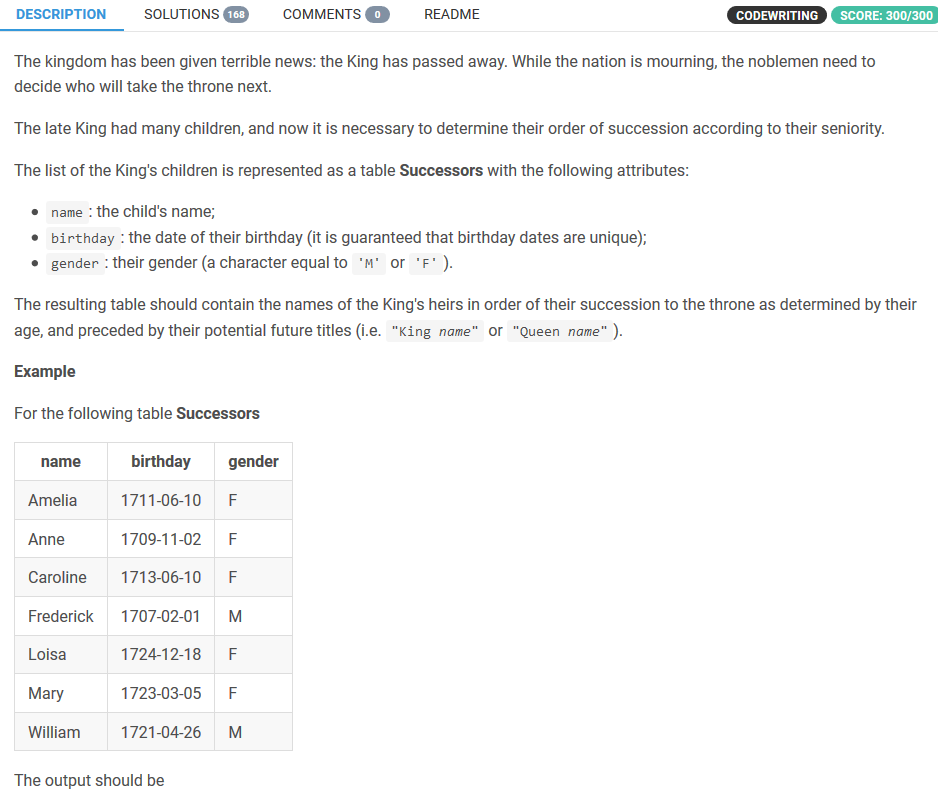 DESCRIPTION SOLUTIONS 168 COMMENTS 0 README CODEWRITING SCORE: 300/300
The kingdom has been given terrible news: the King has passed away. While the nation is mourning, the noblemen need to
decide who will take the throne next.
The late King had many children, and now it is necessary to determine their order of succession according to their seniority.
The list of the King's children is represented as a table Successors with the following attributes:
• name : the child's name;
• birthday : the date of their birthday (it is guaranteed that birthday dates are unique);
• gender : their gender (a character equal to 'M' or 'F' ).
The resulting table should contain the names of the King's heirs in order of their succession to the throne as determined by their
age, and preceded by their potential future titles (i.e. "King name" or "Queen name" ).
Example
For the following table Successors
name birthday gender
Amelia 1711-06-10 F
Anne 1709-11-02 F
Caroline 1713-06-10 F
Frederick 1707-02-01 M
Loisa 1724-12-18 F
Mary 1723-03-05 F
William 1721-04-26 M
The output should be